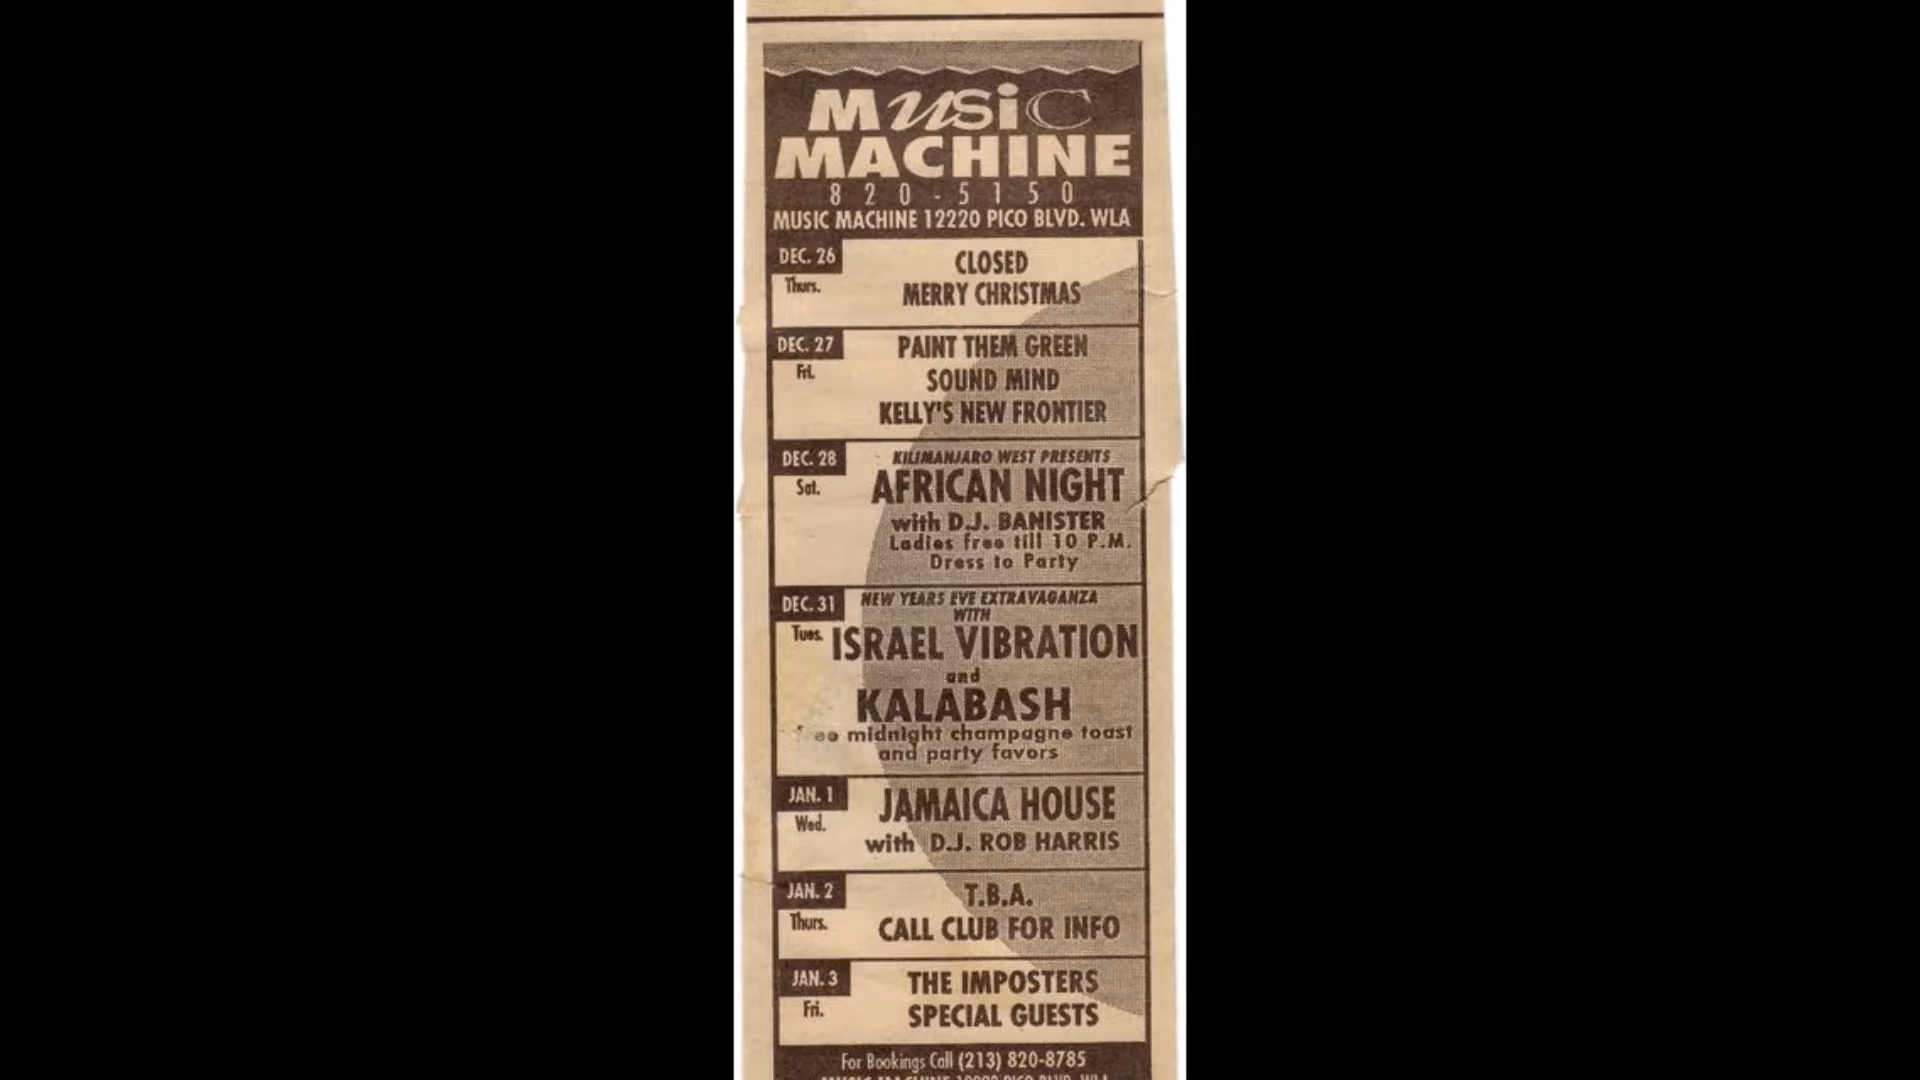 MUSiC
MACHINE
820-5150
MUSIC MACHINE 12220 PICO BLVD. WLA
DEC. 26
Thurs.
CLOSED
MERRY CHRISTMAS
DEC. 27
Fri.
PAINT THEM GREEN
SOUND MIND
KELLY'S NEW FRONTIER
DEC. 28
Sat.
KILIMANJARO WEST PRESENTS
AFRICAN NIGHT
with D.J. BANISTER
Ladies free till 10 P.M.
Dress to Party
DEC. 31
Tues.
NEW YEARS EVE EXTRAVAGANZA
WITH
ISRAEL VIBRATION
and
KALABASH
free midnight champagne toast
and party favors
JAN. 1
Wed.
JAMAICA HOUSE
with D.J. ROB HARRIS
JAN. 2
Thurs.
T.B.A.
CALL CLUB FOR INFO
JAN. 3
Fri.
THE IMPOSTERS
SPECIAL GUESTS
For Bookings Call (213) 820-8785